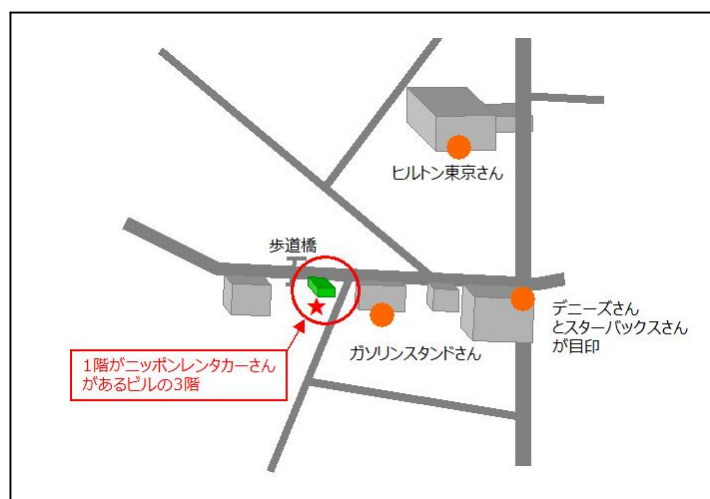 ヒルトン東京さん
歩道橋
デニーズさん
とスターバックスさん
が目印
ガソリンスタンドさん
1階がニッポンレンタカーさん
があるビルの3階